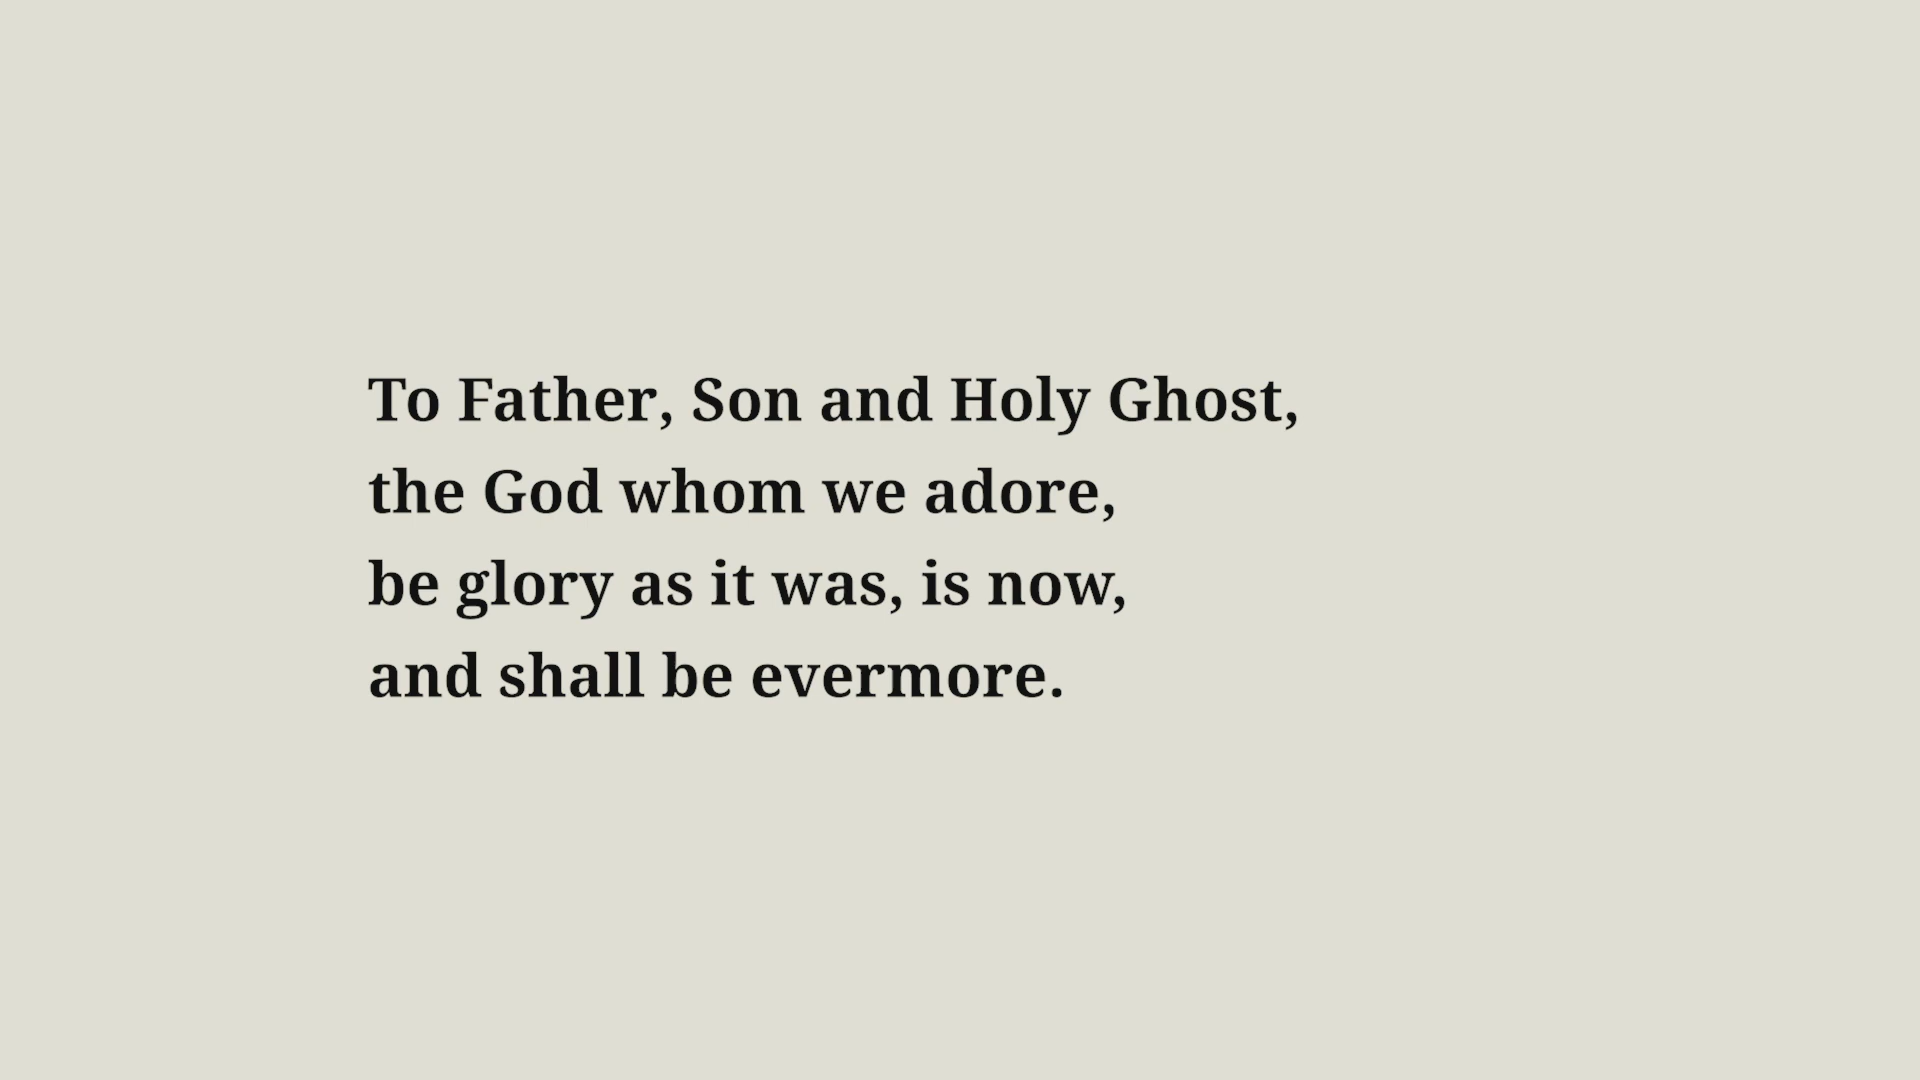 To Father, Son and Holy Ghost,
the God whom we adore,
be glory as it was, is now,
and shall be evermore.